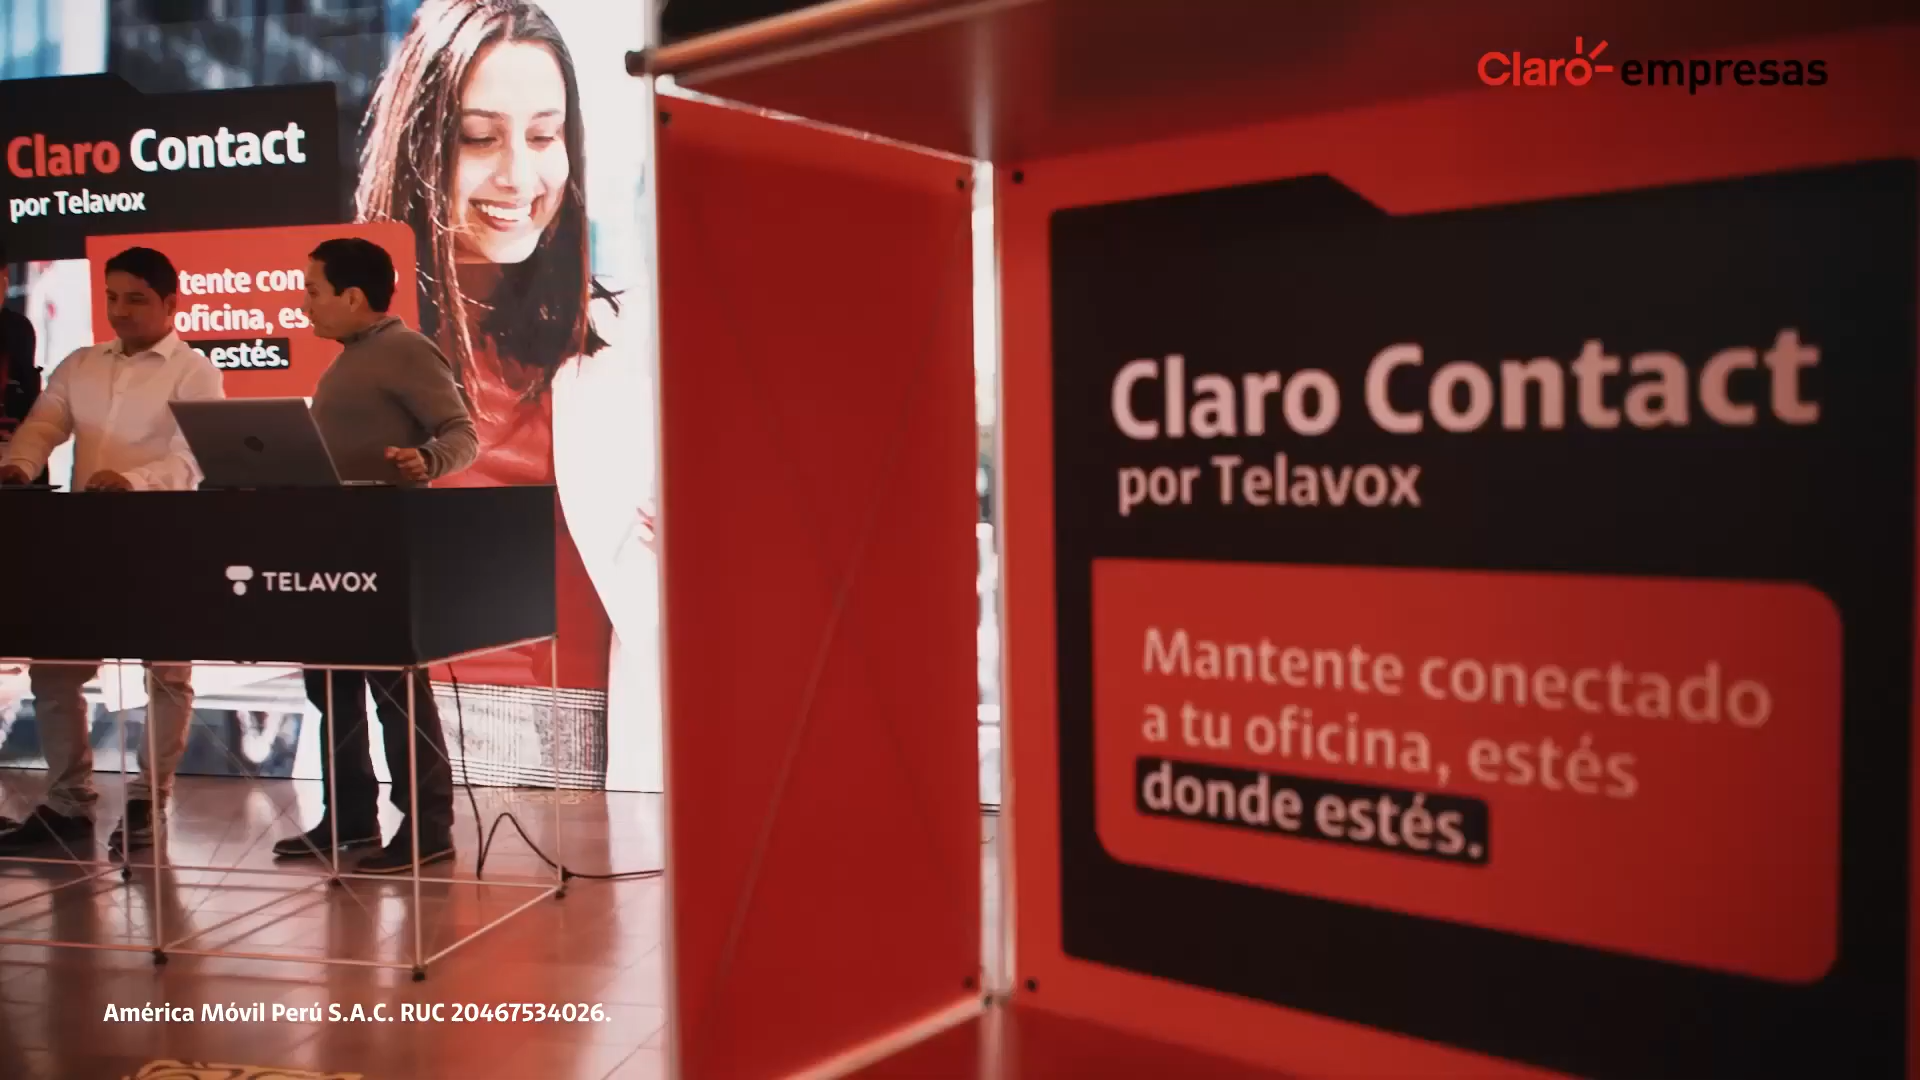 Claro empresas
Claro Contact
por Telavox
tente con
oficina, es
estés.
TELAVOX
Claro Contact
por Telavox
Mantente conectado
a tu oficina, estés
donde estés.
América Móvil Perú S.A.C. RUC 20467534026.